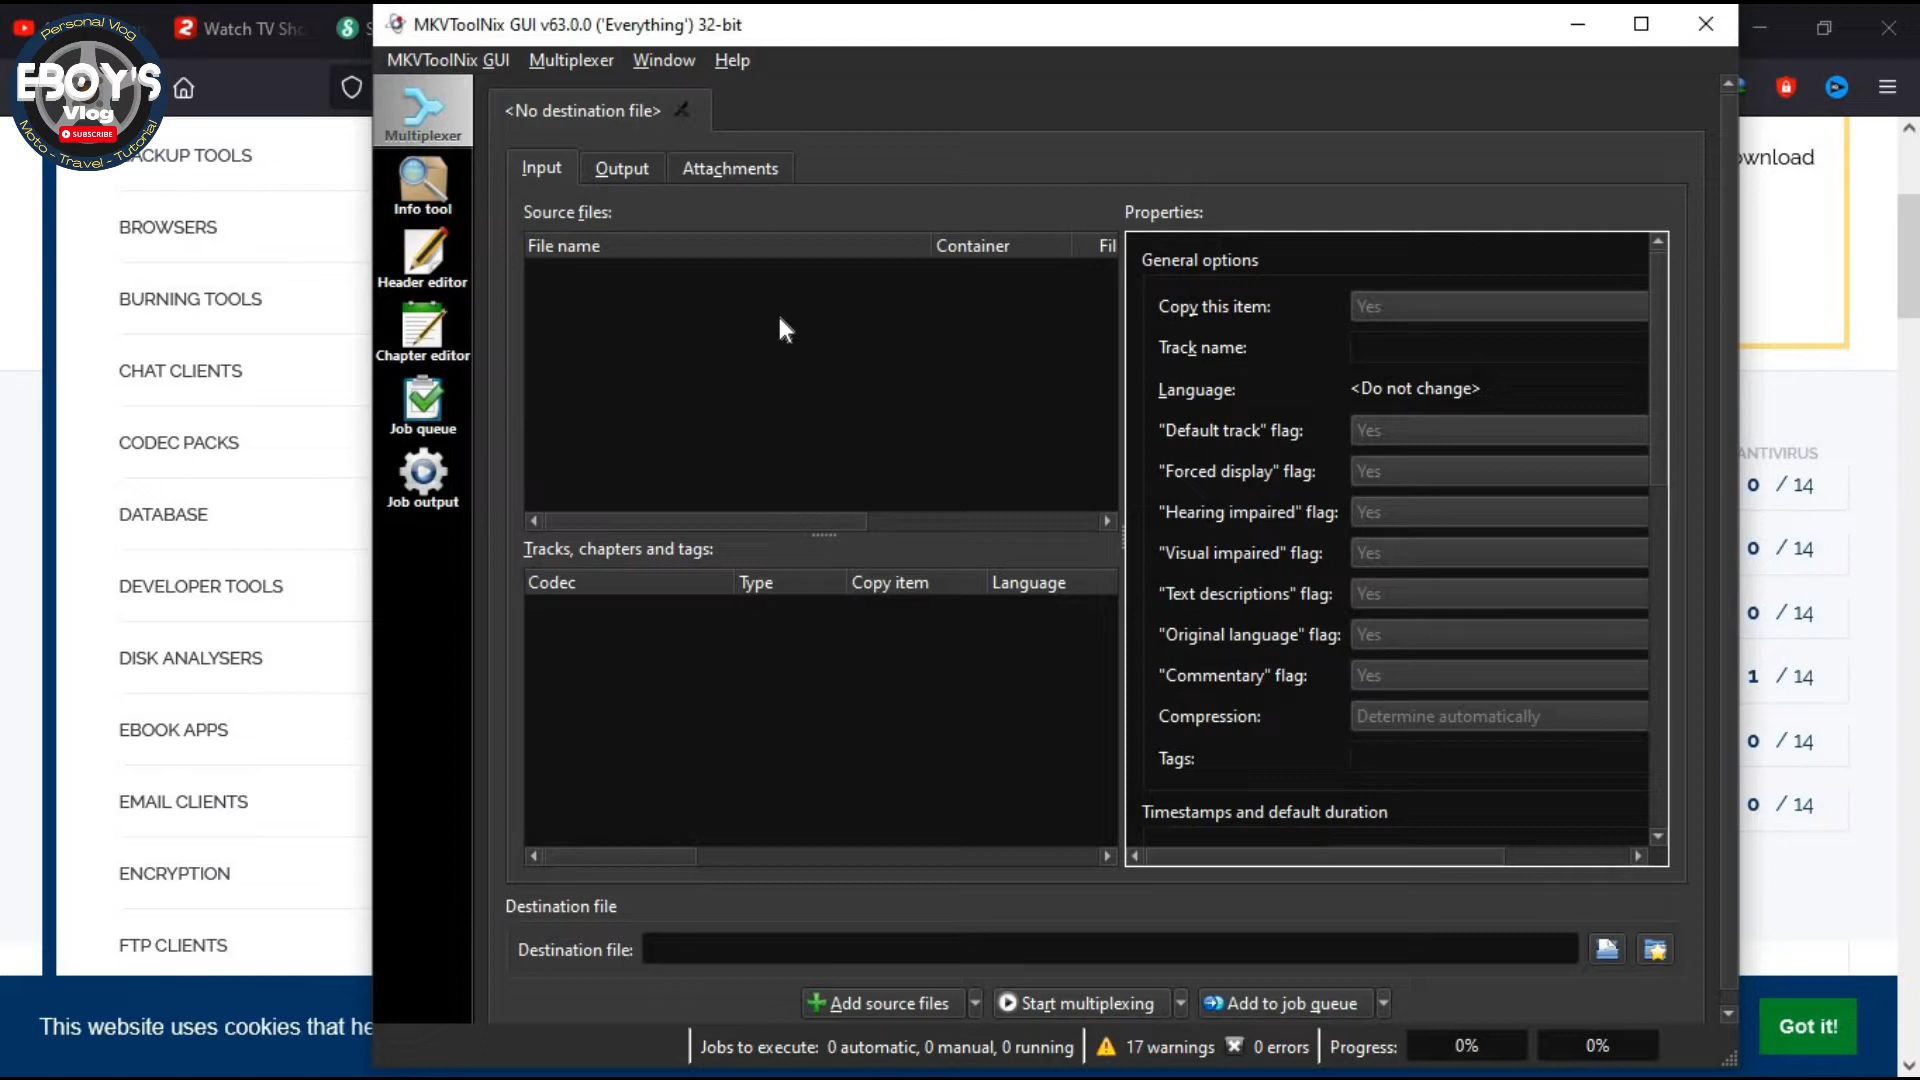 Watch TV Sho
S
Personal Vlog
EBOY'S
Vlog
SUBSCRIBE
Moto - Travel - Tutorial
BACKUP TOOLS
BROWSERS
BURNING TOOLS
CHAT CLIENTS
CODEC PACKS
DATABASE
DEVELOPER TOOLS
DISK ANALYSERS
EBOOK APPS
EMAIL CLIENTS
ENCRYPTION
FTP CLIENTS
This website uses cookies that he
MKVToolNix GUI v63.0.0 ('Everything') 32-bit
MKVToolNix GUI Multiplexer Window Help
Multiplexer
Info tool
Header editor
Chapter editor
Job queue
Job output
<No destination file>
Input Output Attachments
Source files:
File name Container Fil
Tracks, chapters and tags:
Codec Type Copy item Language
Properties:
General options
Copy this item: Yes
Track name:
Language: <Do not change>
"Default track" flag: Yes
"Forced display" flag: Yes
"Hearing impaired" flag: Yes
"Visual impaired" flag: Yes
"Text descriptions" flag: Yes
"Original language" flag: Yes
"Commentary" flag: Yes
Compression: Determine automatically
Tags:
Timestamps and default duration
Destination file
Destination file:
Add source files Start multiplexing Add to job queue
Jobs to execute: 0 automatic, 0 manual, 0 running 17 warnings 0 errors Progress: 0% 0%
ownload
ANTIVIRUS
0 / 14
0 / 14
0 / 14
1 / 14
0 / 14
0 / 14
Got it!